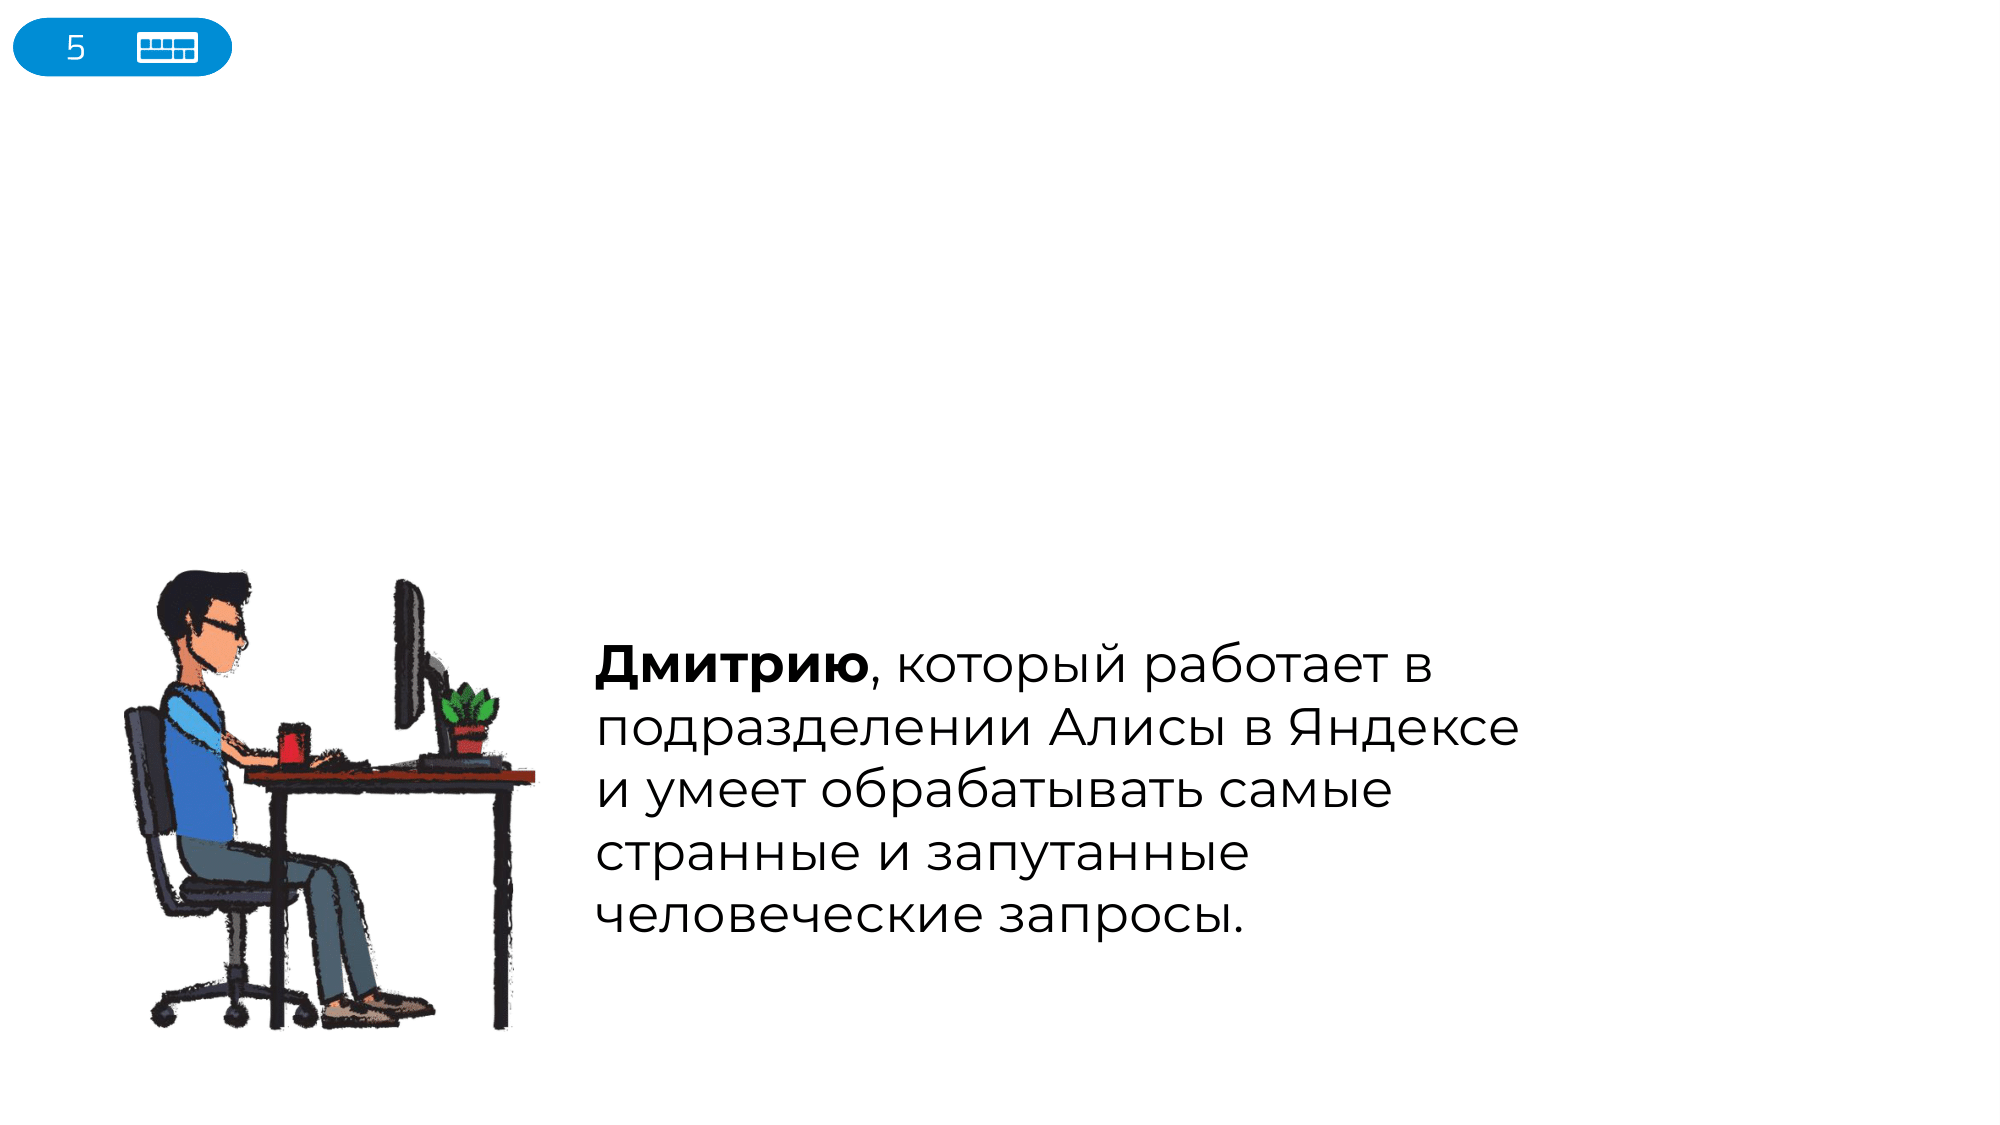 5
Дмитрию, который работает в
подразделении Алисы в Яндексе
и умеет обрабатывать самые
странные и запутанные
человеческие запросы.